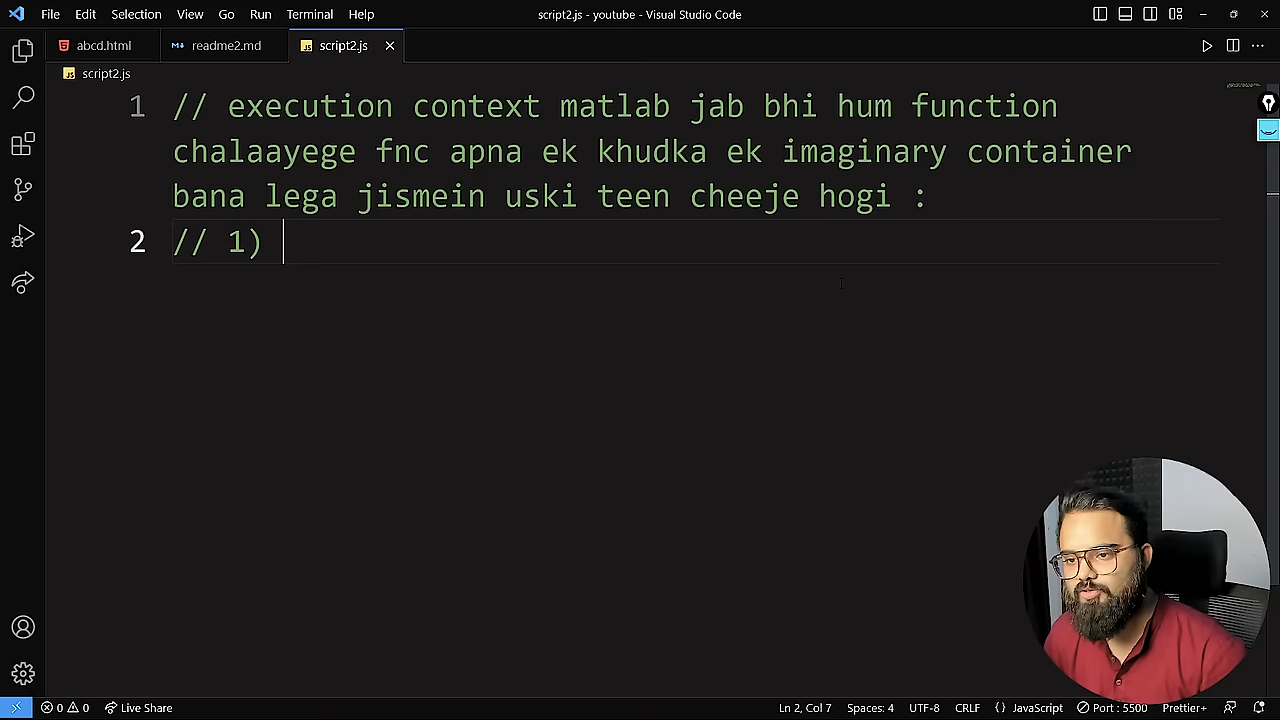 File Edit Selection View Go Run Terminal Help script2.js - youtube - Visual Studio Code
abcd.html readme2.md JS script2.js
JS script2.js
1 // execution context matlab jab bhi hum function
chalaayege fnc apna ek khudka ek imaginary container
bana lega jismein uski teen cheeje hogi :
2 // 1)
0 0 Live Share Ln 2, Col 7 Spaces: 4 UTF-8 CRLF {} JavaScript Port : 5500 Prettier+